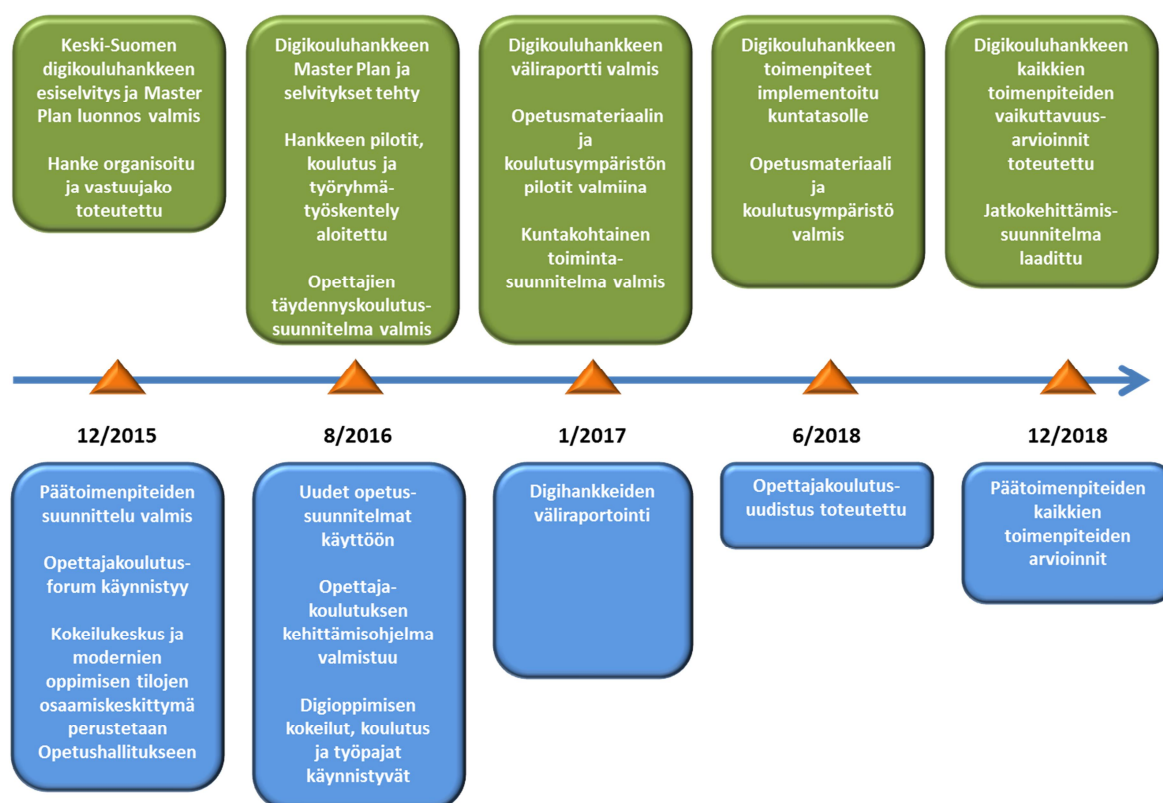 Keski-Suomen
digikouluhankkeen
esiselvitys ja Master
Plan luonnos valmis
Hanke organisoitu
ja vastuujako
toteutettu
Digikouluhankkeen
Master Plan ja
selvitykset tehty
Hankkeen pilotit,
koulutus ja
työryhmä-
työskentely
aloitettu
Opettajien
täydennyskoulutus-
suunnitelma valmis
Digikouluhankkeen
väliraportti valmis
Opetusmateriaalin
ja
koulutusympäristön
pilotit valmiina
Kuntakohtainen
toiminta-
suunnitelma valmis
Digikouluhankkeen
toimenpiteet
implementoitu
kuntatasolle
Opetusmateriaali
ja
koulutusympäristö
valmis
Digikouluhankkeen
kaikkien
toimenpiteiden
vaikuttavuus-
arvioinnit
toteutettu
Jatkokehittämis-
suunnitelma
laadittu
12/2015
8/2016
1/2017
6/2018
12/2018
Päätoimenpiteiden
suunnittelu valmis
Opettajakoulutus-
forum käynnistyy
Kokeilukeskus ja
modernien
oppimisen tilojen
osaamiskeskittymä
perustetaan
Opetushallitukseen
Uudet opetus-
suunnitelmat
käyttöön
Opettaja-
koulutuksen
kehittämisohjelma
valmistuu
Digioppimisen
kokeilut, koulutus
ja työpajat
käynnistyvät
Digihankkeiden
väliraportointi
Opettajakoulutus-
uudistus toteutettu
Päätoimenpiteiden
kaikkien
toimenpiteiden
arvioinnit